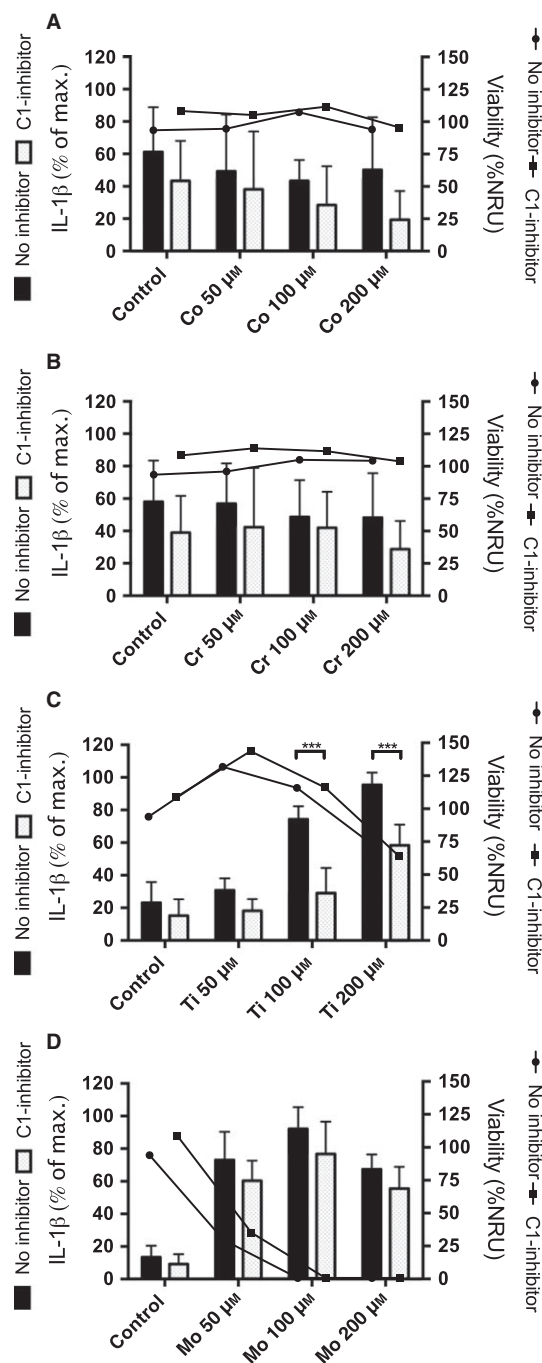 A
No inhibitor C1-inhibitor
IL-1β (% of max.)
120
100
80
60
40
20
0
150
125
100
75
50
25
0
Viability (%NRU)
No inhibitor C1-inhibitor
Control
Co 50 μM
Co 100 μM
Co 200 μM
B
No inhibitor C1-inhibitor
IL-1β (% of max.)
120
100
80
60
40
20
0
150
125
100
75
50
25
0
Viability (%NRU)
No inhibitor C1-inhibitor
Control
Cr 50 μM
Cr 100 μM
Cr 200 μM
C
No inhibitor C1-inhibitor
IL-1β (% of max.)
120
100
80
60
40
20
0
***
***
150
125
100
75
50
25
0
Viability (%NRU)
No inhibitor C1-inhibitor
Control
Ti 50 μM
Ti 100 μM
Ti 200 μM
D
No inhibitor C1-inhibitor
IL-1β (% of max.)
120
100
80
60
40
20
0
150
125
100
75
50
25
0
Viability (%NRU)
No inhibitor C1-inhibitor
Control
Mo 50 μM
Mo 100 μM
Mo 200 μM